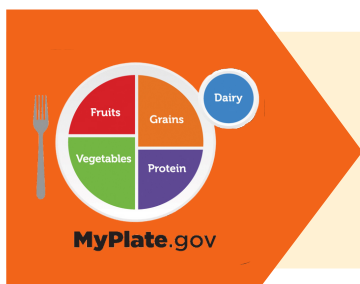 Dairy
Fruits
Grains
Vegetables
Protein
MyPlate.gov